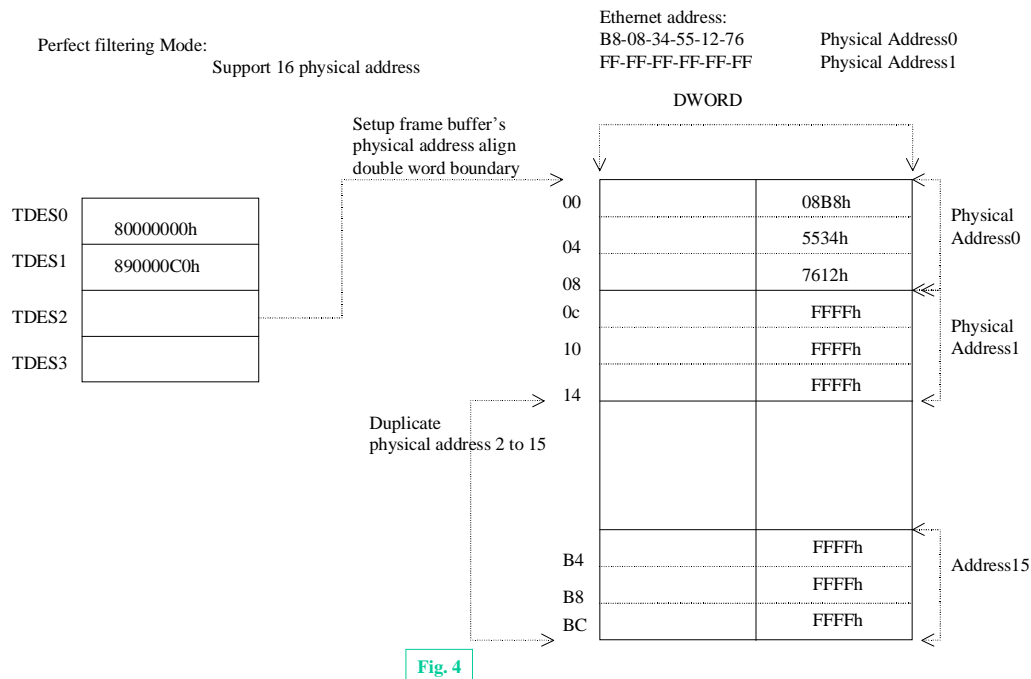 Perfect filtering Mode:
Support 16 physical address
Ethernet address:
B8-08-34-55-12-76 Physical Address0
FF-FF-FF-FF-FF-FF Physical Address1
DWORD
Setup frame buffer's
physical address align
double word boundary
TDES0 80000000h
TDES1 890000C0h
TDES2
TDES3
00 08B8h
04 5534h
08 7612h
Physical
Address0
0c FFFFh
10 FFFFh
14 FFFFh
Physical
Address1
Duplicate
physical address 2 to 15
B4 FFFFh
B8 FFFFh
BC FFFFh
Address15
Fig. 4